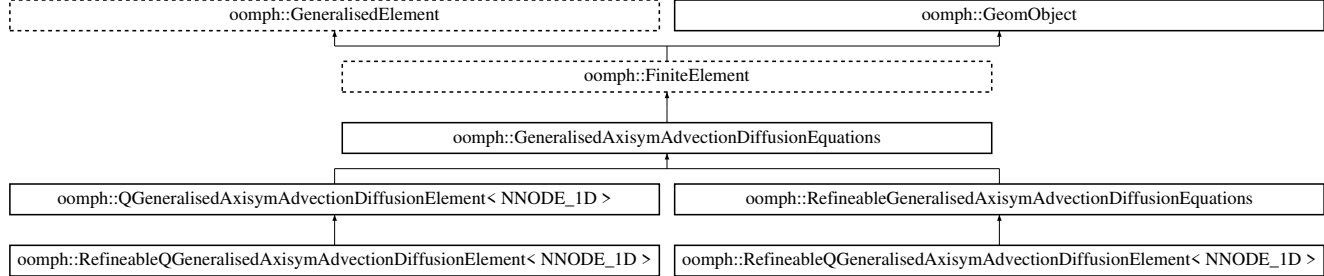 oomph::GeneralisedElement
oomph::GeomObject
oomph::FiniteElement
oomph::GeneralisedAxisymAdvectionDiffusionEquations
oomph::QGeneralisedAxisymAdvectionDiffusionElement< NNODE_1D >
oomph::RefineableGeneralisedAxisymAdvectionDiffusionEquations
oomph::RefineableQGeneralisedAxisymAdvectionDiffusionElement< NNODE_1D >
oomph::RefineableQGeneralisedAxisymAdvectionDiffusionElement< NNODE_1D >